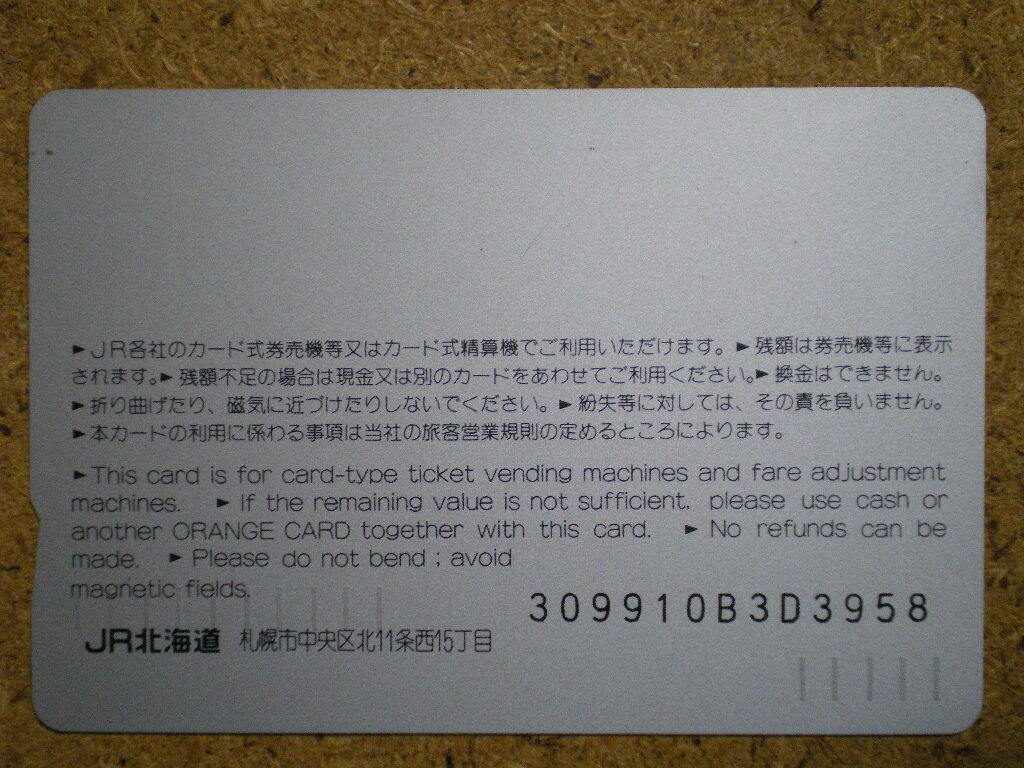 ►JR各社のカード式券売機等又はカード式精算機でご利用いただけます。►残額は券売機等に表示
されます。►残額不足の場合は現金又は別のカードをあわせてご利用ください。►換金はできません。
►折り曲げたり、磁気に近づけたりしないでください。►紛失等に対しては、その責を負いません。
►本カードの利用に係わる事項は当社の旅客営業規則の定めるところによります。
►This card is for card-type ticket vending machines and fare adjustment
machines. ►If the remaining value is not sufficient. please use cash or
another ORANGE CARD together with this card. ►No refunds can be
made. ►Please do not bend ; avoid
magnetic fields.
309910B3D3958
JR北海道 札幌市中央区北11条西15丁目